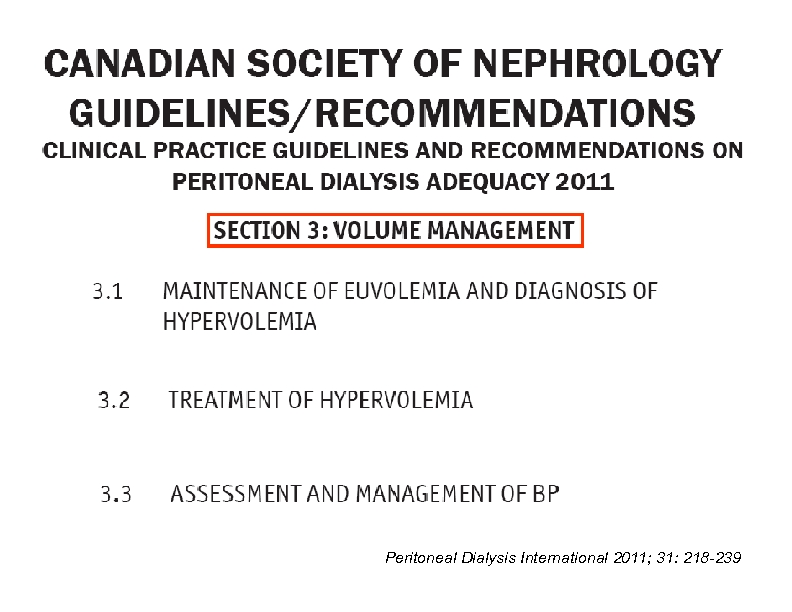 CANADIAN SOCIETY OF NEPHROLOGY
GUIDELINES/RECOMMENDATIONS
CLINICAL PRACTICE GUIDELINES AND RECOMMENDATIONS ON
PERITONEAL DIALYSIS ADEQUACY 2011
SECTION 3: VOLUME MANAGEMENT
3.1 MAINTENANCE OF EUVOLEMIA AND DIAGNOSIS OF
HYPERVOLEMIA
3.2 TREATMENT OF HYPERVOLEMIA
3.3 ASSESSMENT AND MANAGEMENT OF BP
Peritoneal Dialysis International 2011; 31: 218-239